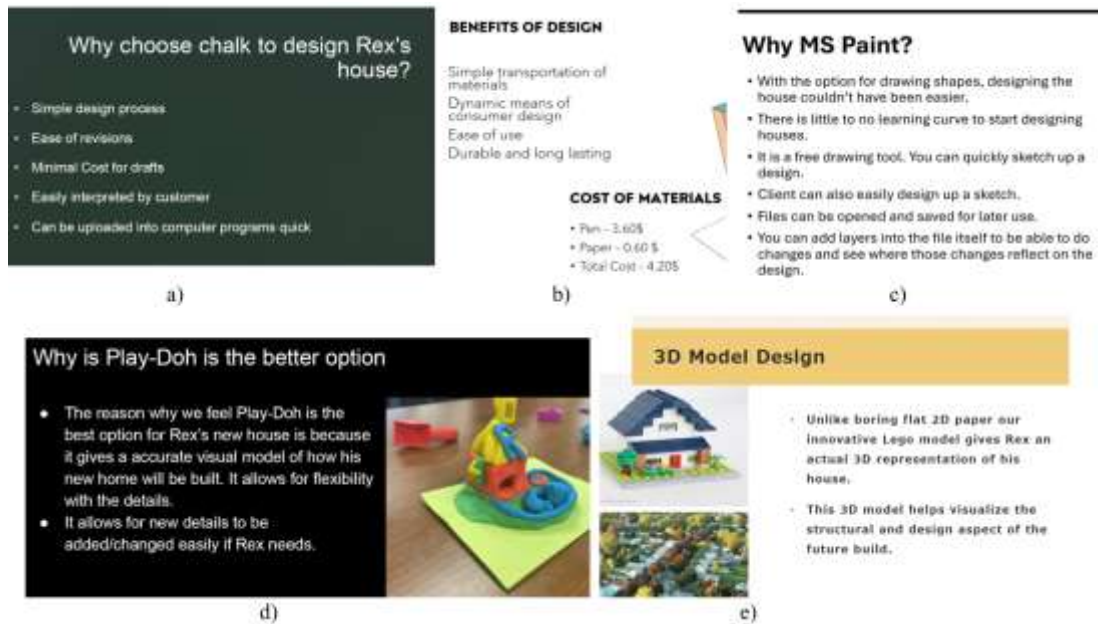 Why choose chalk to design Rex's
house?
• Simple design process
• Ease of revisions
• Minimal Cost for drafts
• Easily interpreted by customer
• Can be uploaded into computer programs quick
a)
BENEFITS OF DESIGN
Simple transportation of
materials
Dynamic means of
consumer design
Ease of use
Durable and long lasting
COST OF MATERIALS
• Pen - 3.60$
• Paper - 0.60 $
• Total Cost - 4.20$
b)
Why MS Paint?
• With the option for drawing shapes, designing the
house couldn't have been easier.
• There is little to no learning curve to start designing
houses.
• It is a free drawing tool. You can quickly sketch up a
design.
• Client can also easily design up a sketch.
• Files can be opened and saved for later use.
• You can add layers into the file itself to be able to do
changes and see where those changes reflect on the
design.
c)
Why is Play-Doh is the better option
● The reason why we feel Play-Doh is the
best option for Rex's new house is because
it gives a accurate visual model of how his
new home will be built. It allows for flexibility
with the details.
● It allows for new details to be
added/changed easily if Rex needs.
d)
3D Model Design
· Unlike boring flat 2D paper our
innovative Lego model gives Rex an
actual 3D representation of his
house.
· This 3D model helps visualize the
structural and design aspect of the
future build.
e)